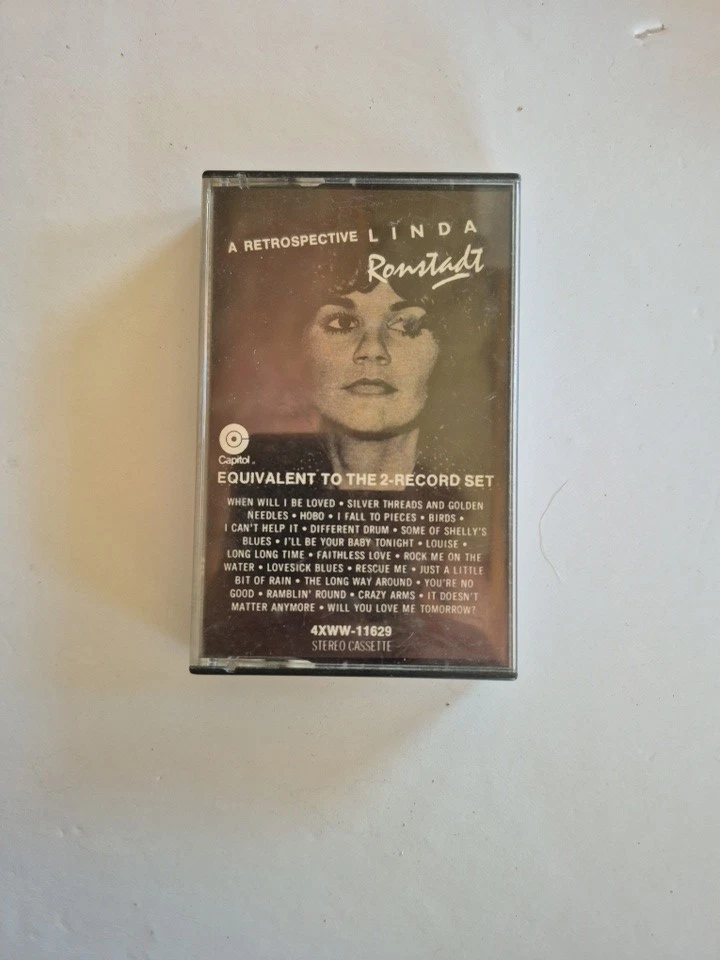 A RETROSPECTIVE LINDA
Ronstadt
Capitol
EQUIVALENT TO THE 2-RECORD SET
WHEN WILL I BE LOVED • SILVER THREADS AND GOLDEN
NEEDLES • HOBO • I FALL TO PIECES • BIRDS •
I CAN'T HELP IT • DIFFERENT DRUM • SOME OF SHELLY'S
BLUES • I'LL BE YOUR BABY TONIGHT • LOUISE •
LONG LONG TIME • FAITHLESS LOVE • ROCK ME ON THE
WATER • LOVESICK BLUES • RESCUE ME • JUST A LITTLE
BIT OF RAIN • THE LONG WAY AROUND • YOU'RE NO
GOOD • RAMBLIN' ROUND • CRAZY ARMS • IT DOESN'T
MATTER ANYMORE • WILL YOU LOVE ME TOMORROW?
4XWW-11629
STEREO CASSETTE